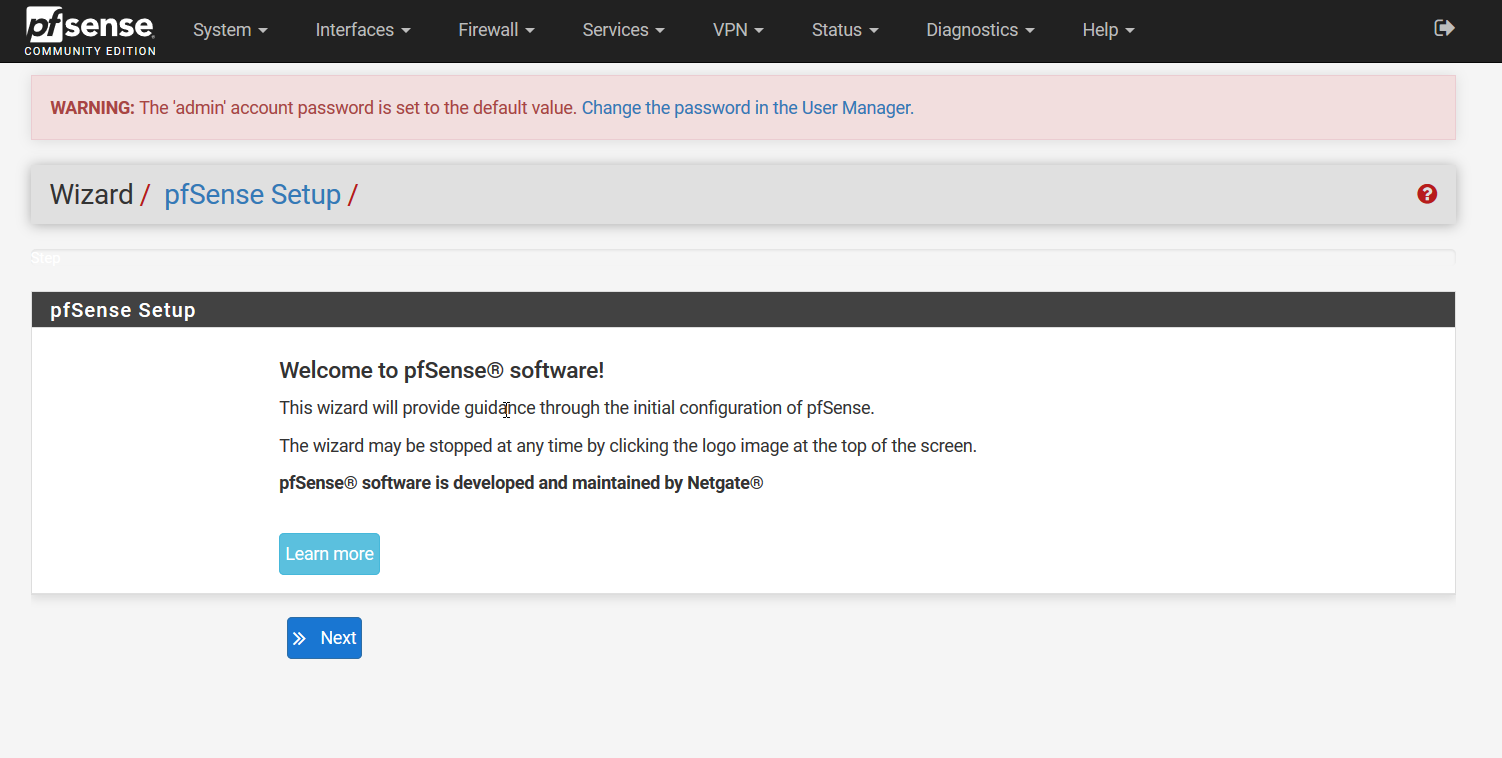 pfsense
COMMUNITY EDITION
System Interfaces Firewall Services VPN Status Diagnostics Help
WARNING: The 'admin' account password is set to the default value. Change the password in the User Manager.
Wizard / pfSense Setup /
Step
pfSense Setup
Welcome to pfSense® software!
This wizard will provide guidance through the initial configuration of pfSense.
The wizard may be stopped at any time by clicking the logo image at the top of the screen.
pfSense® software is developed and maintained by Netgate®
Learn more
Next